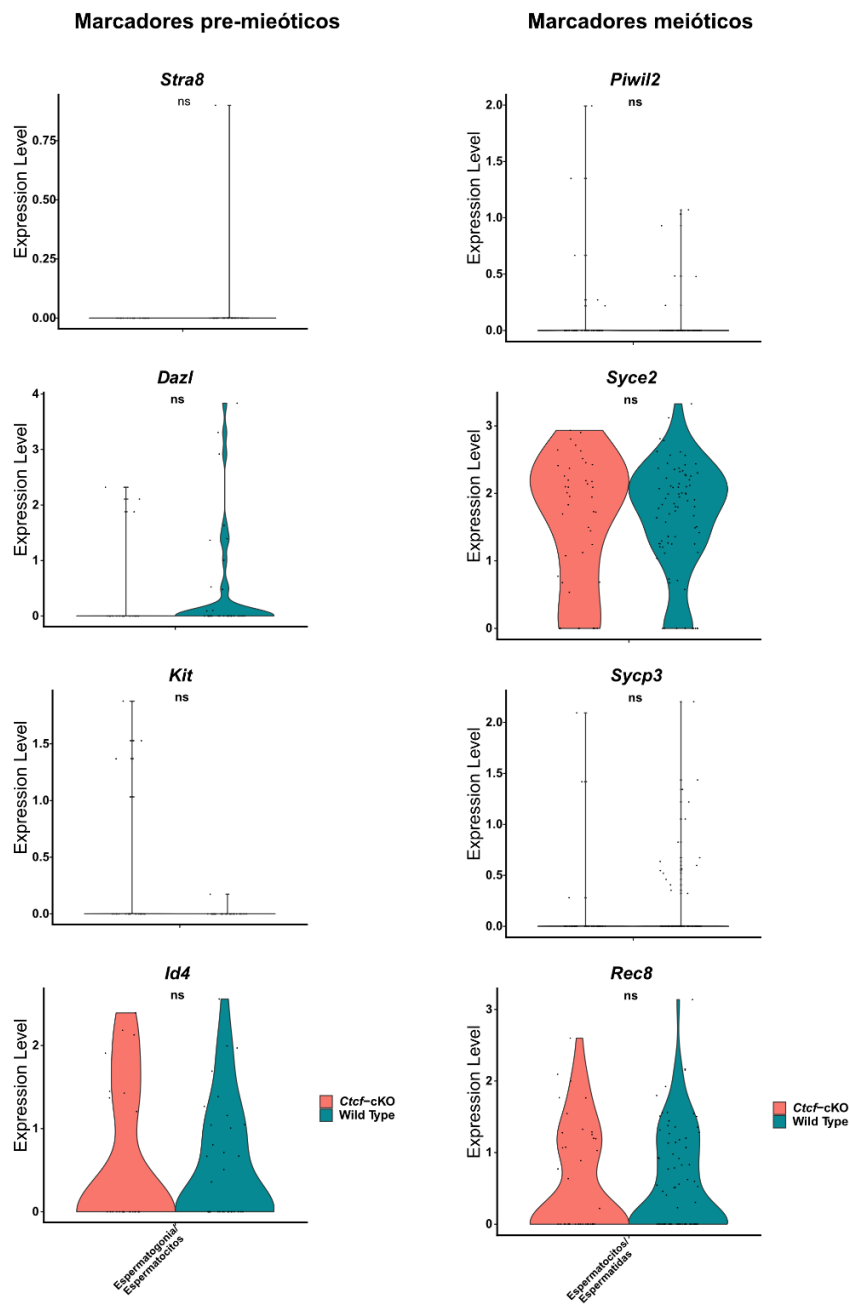 Marcadores pre-mieóticos
Stra8
ns
Expression Level
0.75
0.50
0.25
0.00
Dazl
ns
Expression Level
4
3
2
1
0
Kit
ns
Expression Level
1.5
1.0
0.5
0.0
Id4
ns
Expression Level
2
1
0
Espermatogonia/
Espermatocitos
Ctcf-cKO
Wild Type
Marcadores meióticos
Piwil2
ns
Expression Level
2.0
1.5
1.0
0.5
0.0
Syce2
ns
Expression Level
3
2
1
0
Sycp3
ns
Expression Level
2.0
1.5
1.0
0.5
0.0
Rec8
ns
Expression Level
3
2
1
0
Espermatocitos/
Espermatidas
Ctcf-cKO
Wild Type